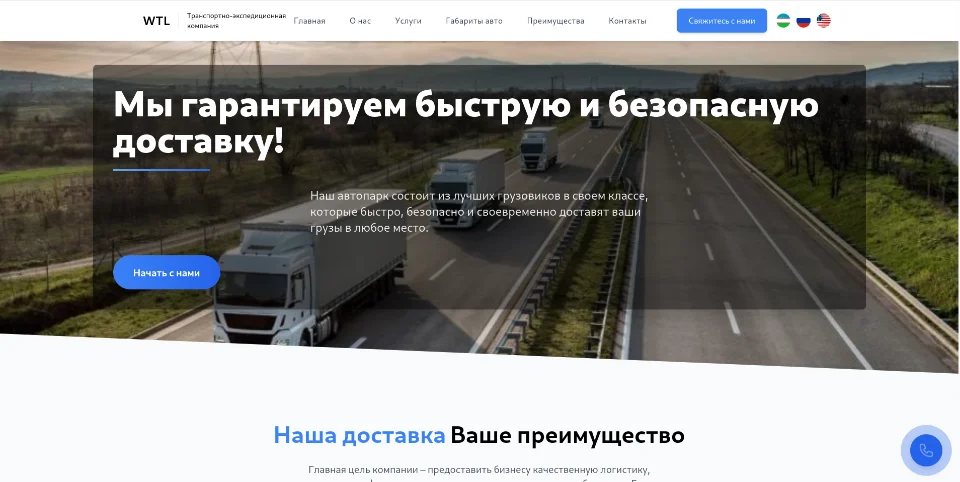 WTL
Транспортно-экспедиционная
компания
Главная
О нас
Услуги
Габариты авто
Преимущества
Контакты
Свяжитесь с нами
Мы гарантируем быструю и безопасную
доставку!
Наш автопарк состоит из лучших грузовиков в своем классе,
которые быстро, безопасно и своевременно доставят ваши
грузы в любое место.
Начать с нами
Наша доставка Ваше преимущество
Главная цель компании – предоставить бизнесу качественную логистику,